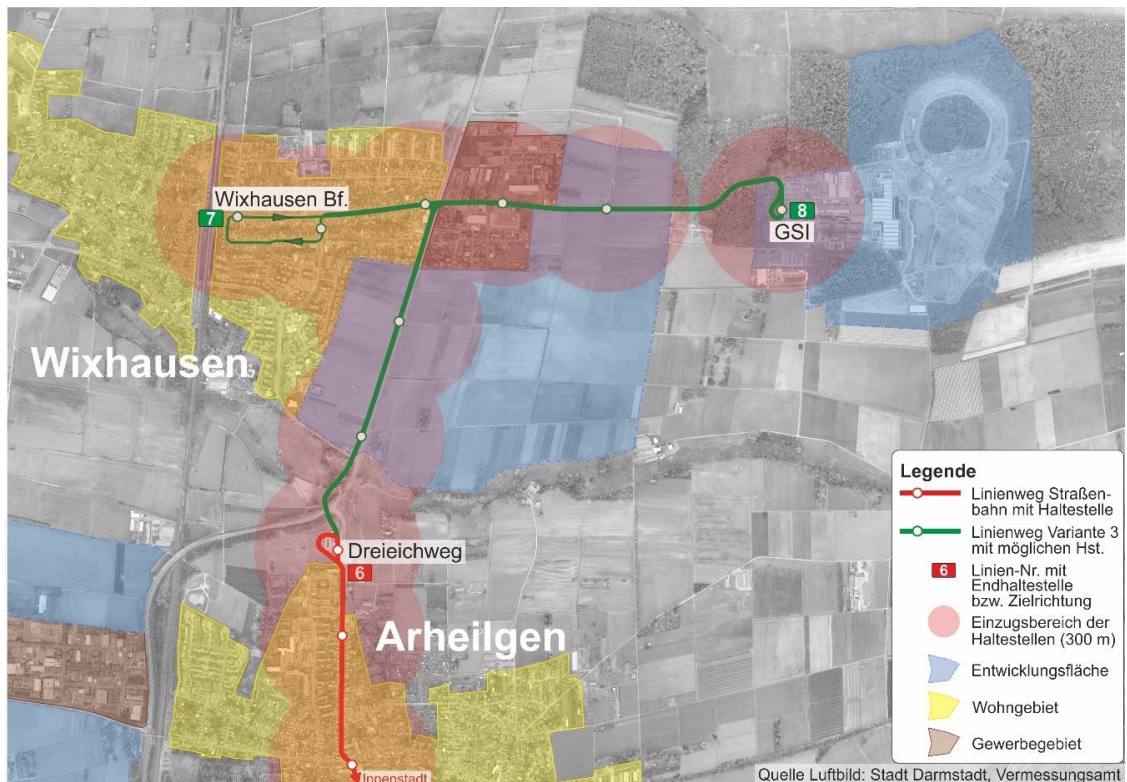 Wixhausen Bf.
7
8
GSI
Wixhausen
Dreieichweg
6
Arheilgen
Innenstadt
Legende
Linienweg Straßen-
bahn mit Haltestelle
Linienweg Variante 3
mit möglichen Hst.
6
Linien-Nr. mit
Endhaltestelle
bzw. Zielrichtung
Einzugsbereich der
Haltestellen (300 m)
Entwicklungsfläche
Wohngebiet
Gewerbegebiet
Quelle Luftbild: Stadt Darmstadt, Vermessungsamt